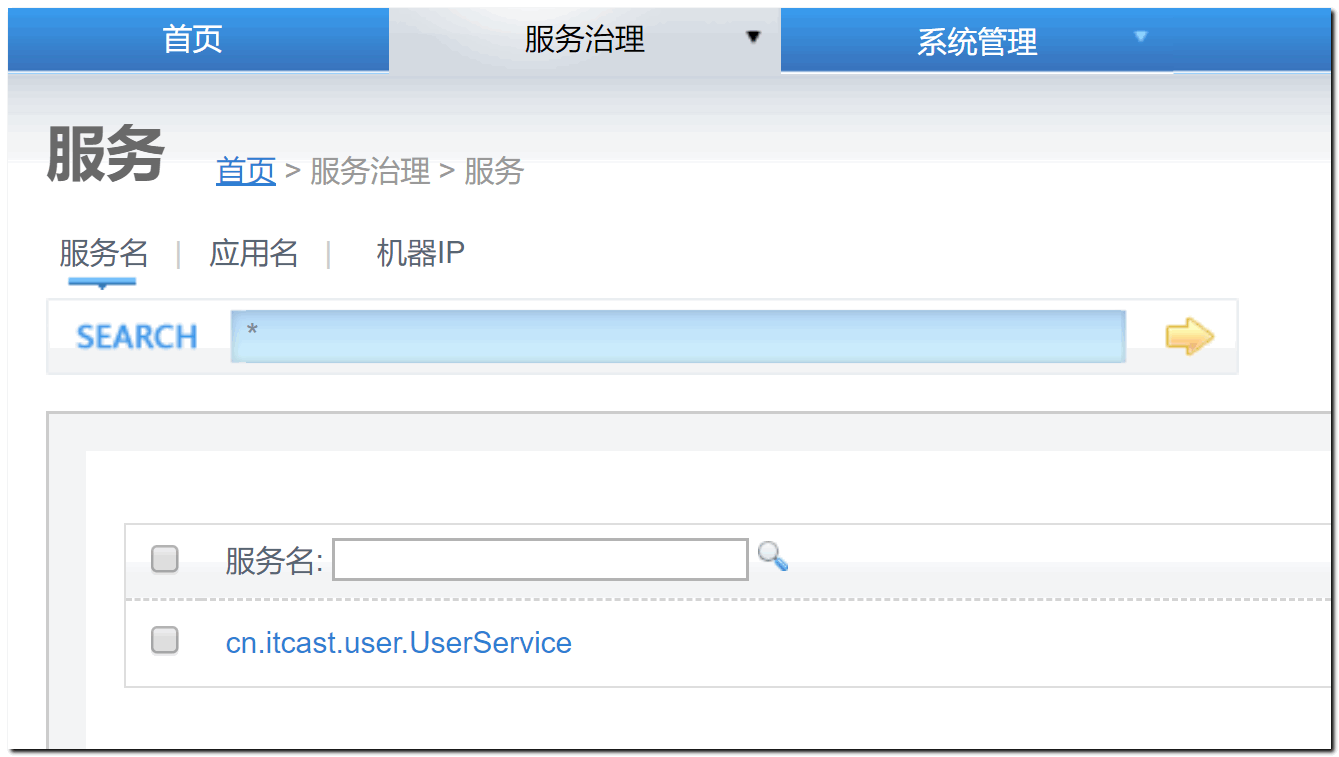 首页 服务治理 ▼ 系统管理 ▼
服务 首页 > 服务治理 > 服务
服务名 | 应用名 | 机器IP
SEARCH *
服务名:
cn.itcast.user.UserService